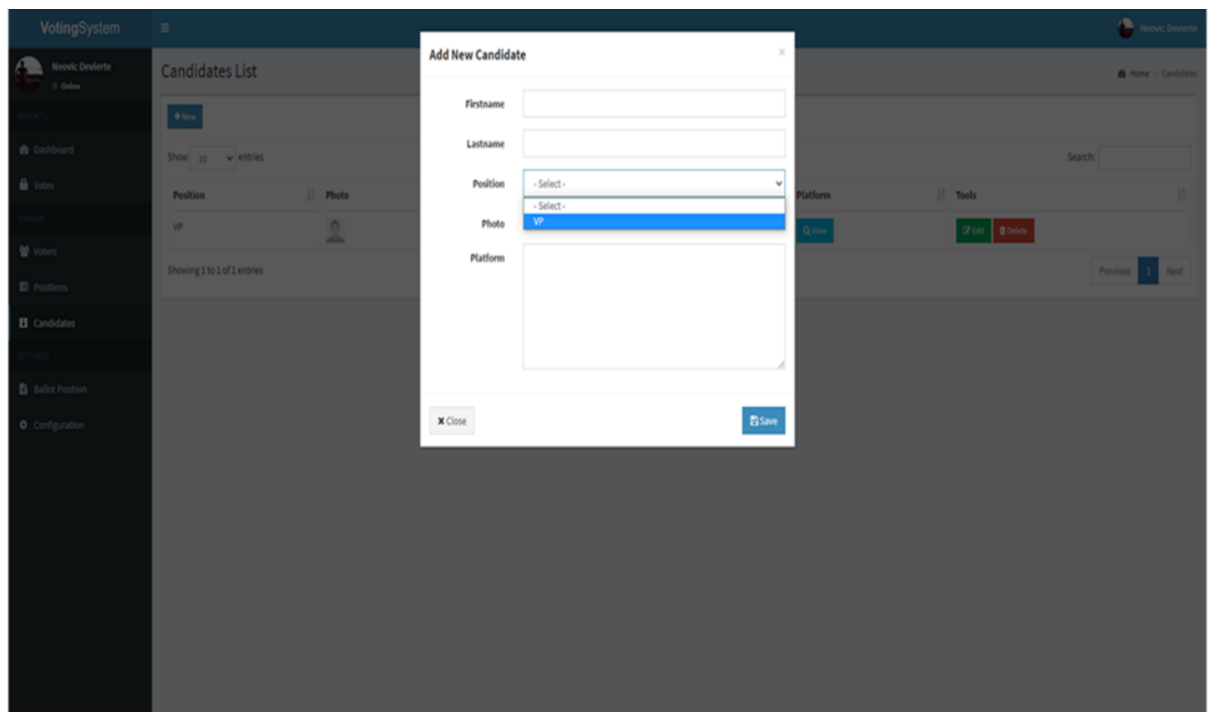 VotingSystem
Neovic Devierte
Neovic Devierte
Online
Candidates List
Home > Candidates
REPORTS
+ New
Dashboard
Show 10 entries
Search:
Votes
Position Photo Platform Tools
MANAGE
VP View Edit Delete
Voters
Showing 1 to 1 of 1 entries
Previous 1 Next
Positions
Candidates
SETTINGS
Ballot Position
Configuration
Add New Candidate ×
Firstname
Lastname
Position - Select -
- Select -
VP
Photo
Platform
Close Save